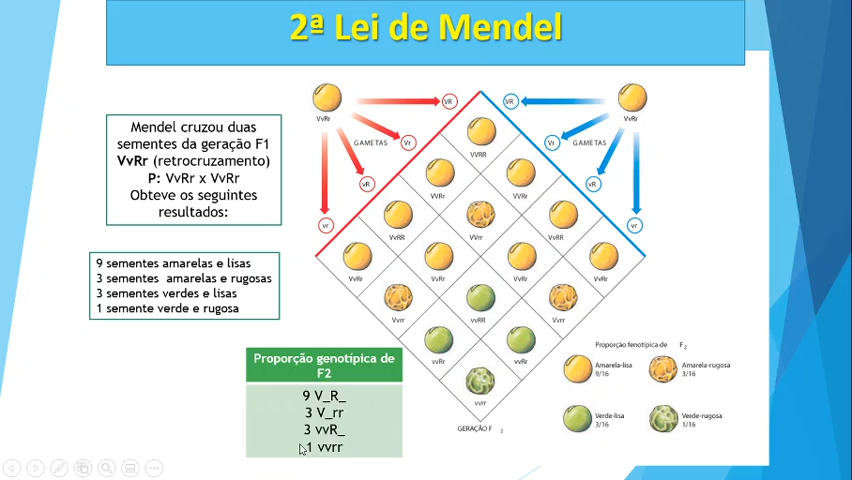 2ª Lei de Mendel
Mendel cruzou duas
sementes da geração F1
VvRr (retrocruzamento)
P: VvRr x VvRr
Obteve os seguintes
resultados:
9 sementes amarelas e lisas
3 sementes amarelas e rugosas
3 sementes verdes e lisas
1 semente verde e rugosa
Proporção genotípica de
F2
9 V_R_
3 V_rr
3 vvR_
1 vvrr
VvRr
VvRr
VR
VR
GAMETAS
Vr
Vr
GAMETAS
vR
vR
vr
vr
VVRR
VVRr
VVRr
VvRR
VVrr
VvRR
VvRr
VvRr
VvRr
VvRr
Vvrr
vvRR
Vvrr
vvRr
vvRr
vvrr
GERAÇÃO F 2
Proporção fenotípica de F 2
Amarela-lisa
9/16
Amarela-rugosa
3/16
Verde-lisa
3/16
Verde-rugosa
1/16